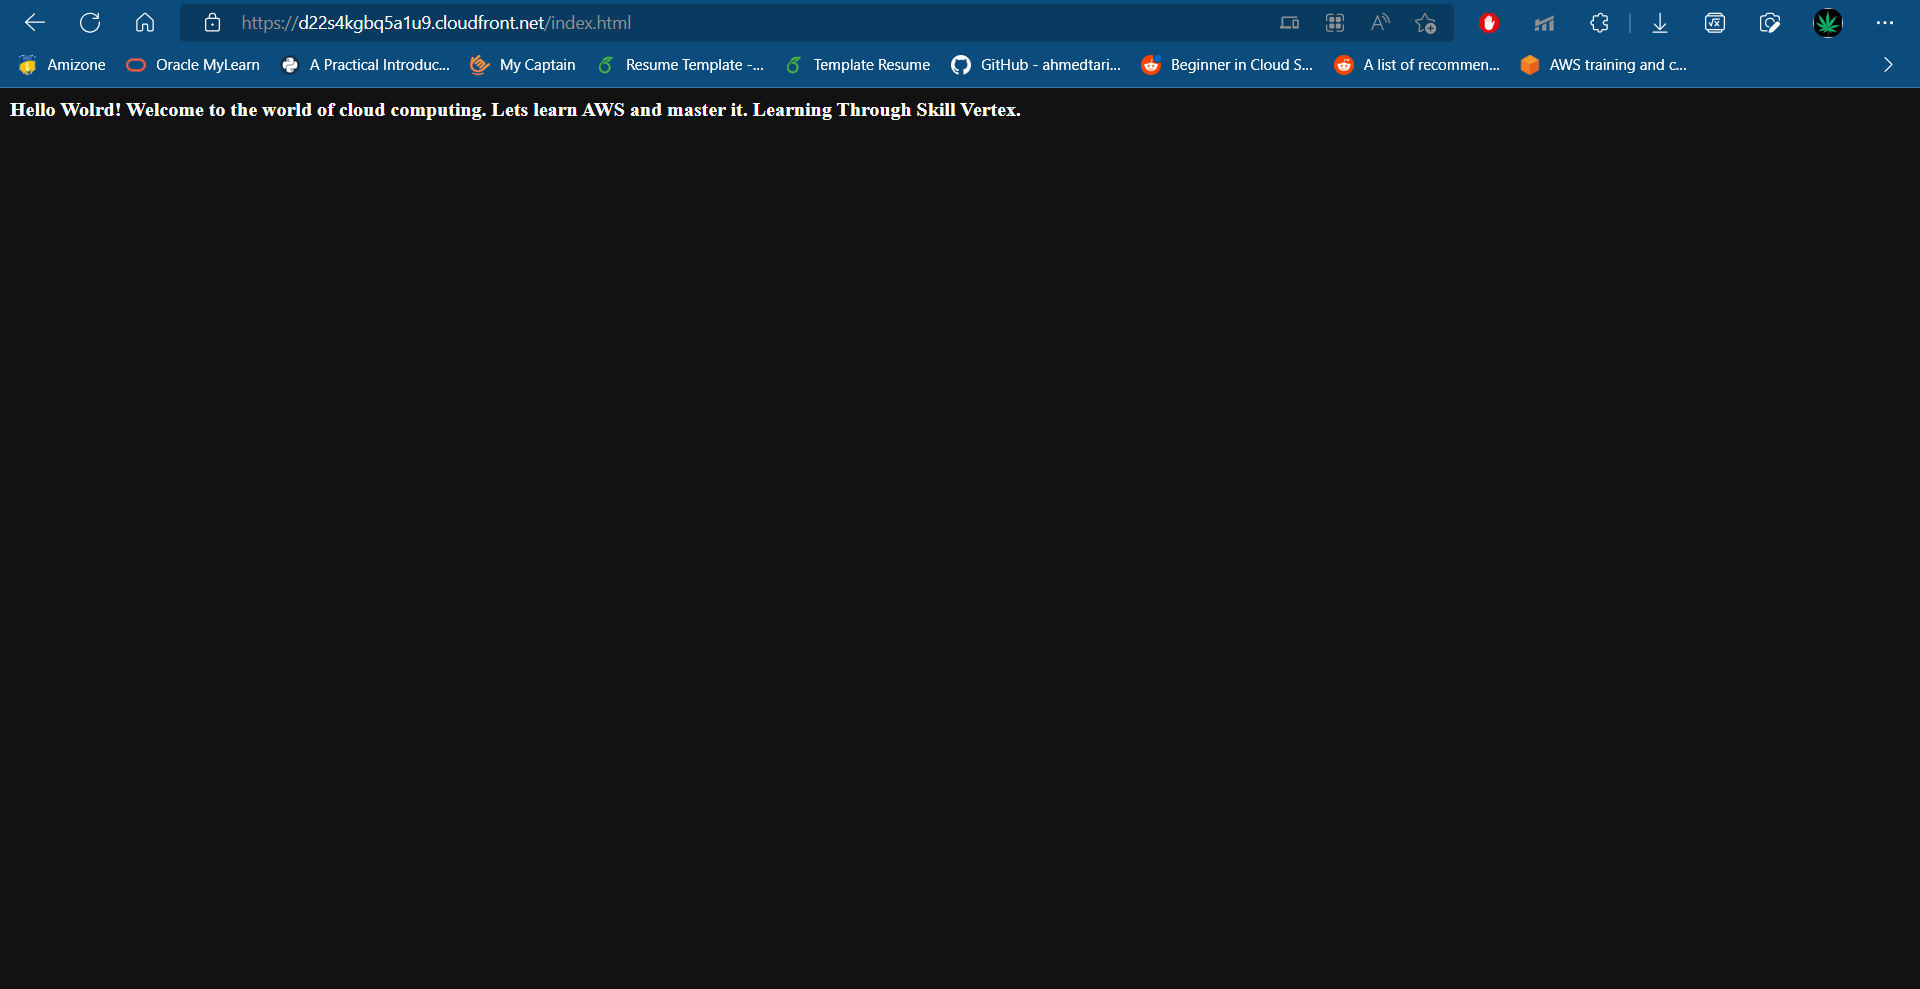 https://d22s4kgbq5a1u9.cloudfront.net/index.html
Amizone Oracle MyLearn A Practical Introduc... My Captain Resume Template -... Template Resume GitHub - ahmedtari... Beginner in Cloud S... A list of recommen... AWS training and c...
Hello Wolrd! Welcome to the world of cloud computing. Lets learn AWS and master it. Learning Through Skill Vertex.